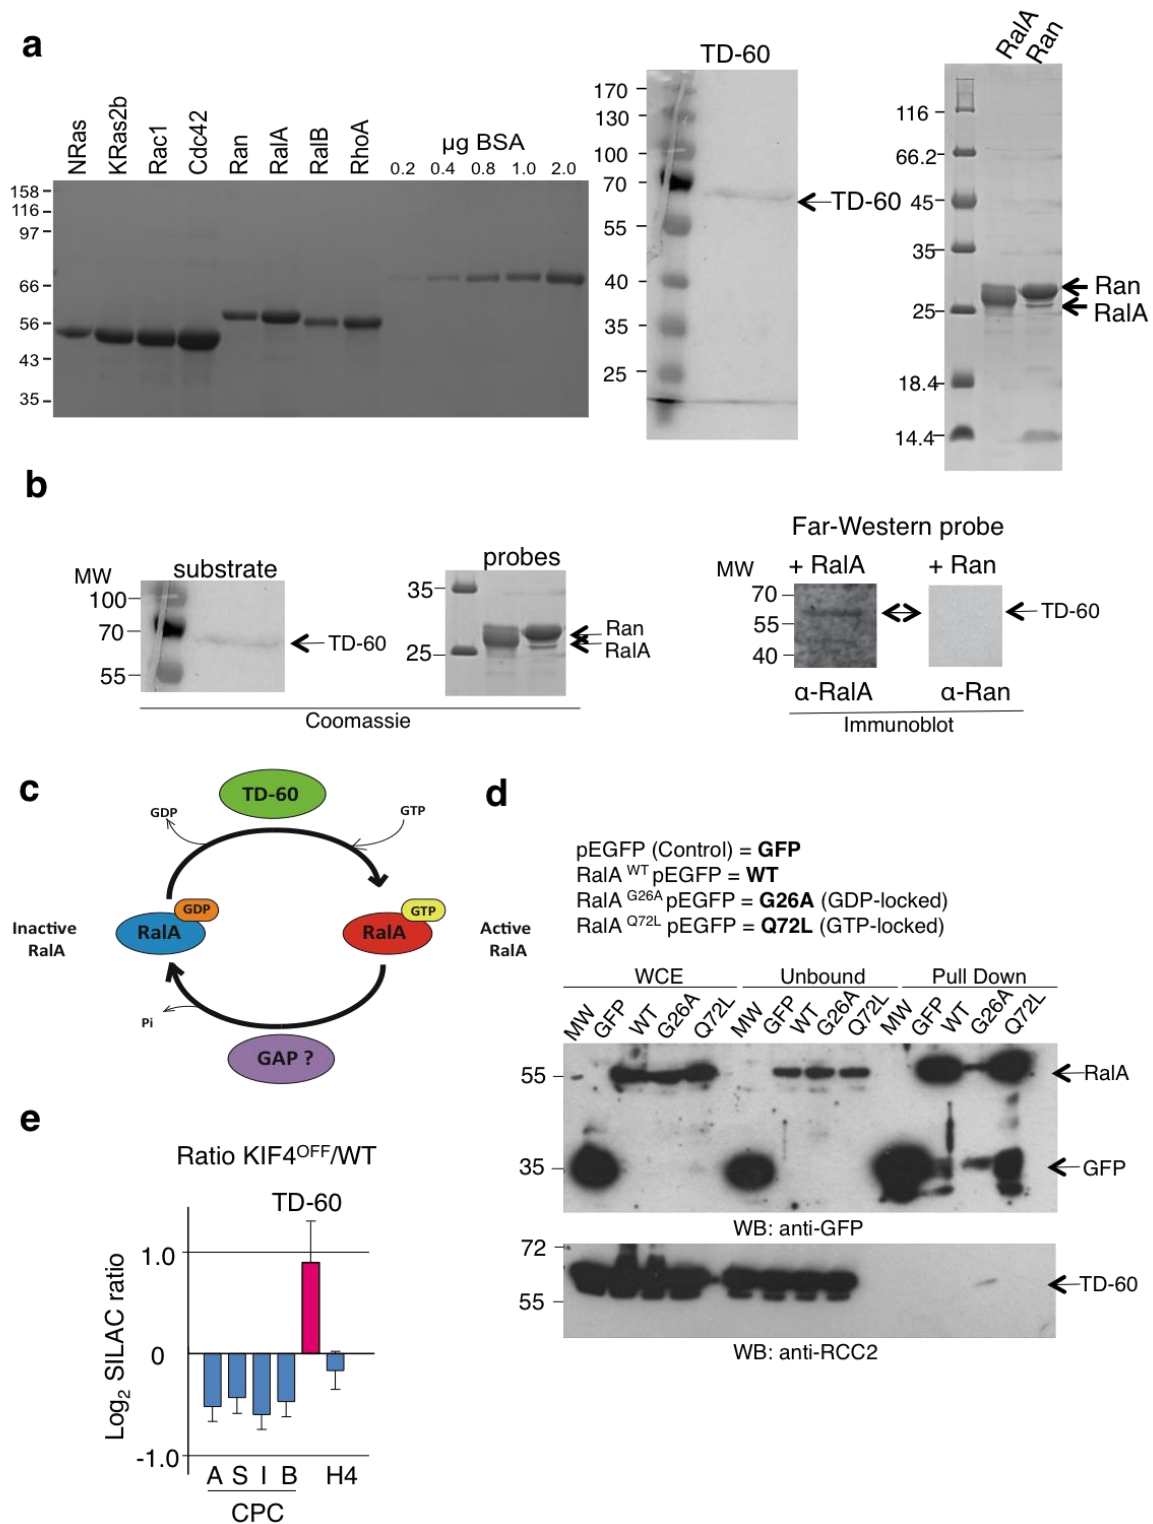 a
NRas
KRas2b
Rac1
Cdc42
Ran
RalA
RalB
RhoA
µg BSA
0.2 0.4 0.8 1.0 2.0
158
116
97
66
56
43
35
TD-60
170
130
100
70
55
40
35
25
TD-60
RalA
Ran
116
66.2
45
35
25
18.4
14.4
Ran
RalA
b
MW
substrate
100
70
55
TD-60
probes
35
25
Ran
RalA
Coomassie
Far-Western probe
MW
+ RalA
+ Ran
70
55
40
TD-60
α-RalA
α-Ran
Immunoblot
c
TD-60
GDP
GTP
Inactive
RalA
RalA
GDP
RalA
GTP
Active
RalA
Pi
GAP ?
d
pEGFP (Control) = GFP
RalA WT pEGFP = WT
RalA G26A pEGFP = G26A (GDP-locked)
RalA Q72L pEGFP = Q72L (GTP-locked)
WCE
Unbound
Pull Down
MW
GFP
WT
G26A
Q72L
MW
GFP
WT
G26A
Q72L
MW
GFP
WT
G26A
Q72L
55
35
RalA
GFP
WB: anti-GFP
72
55
TD-60
WB: anti-RCC2
e
Ratio KIF4OFF/WT
TD-60
Log2 SILAC ratio
1.0
0
-1.0
A S I B H4
CPC